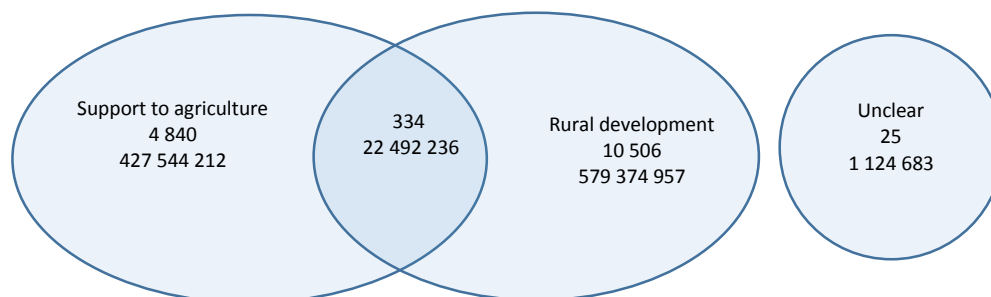 Support to agriculture
4 840
427 544 212
334
22 492 236
Rural development
10 506
579 374 957
Unclear
25
1 124 683